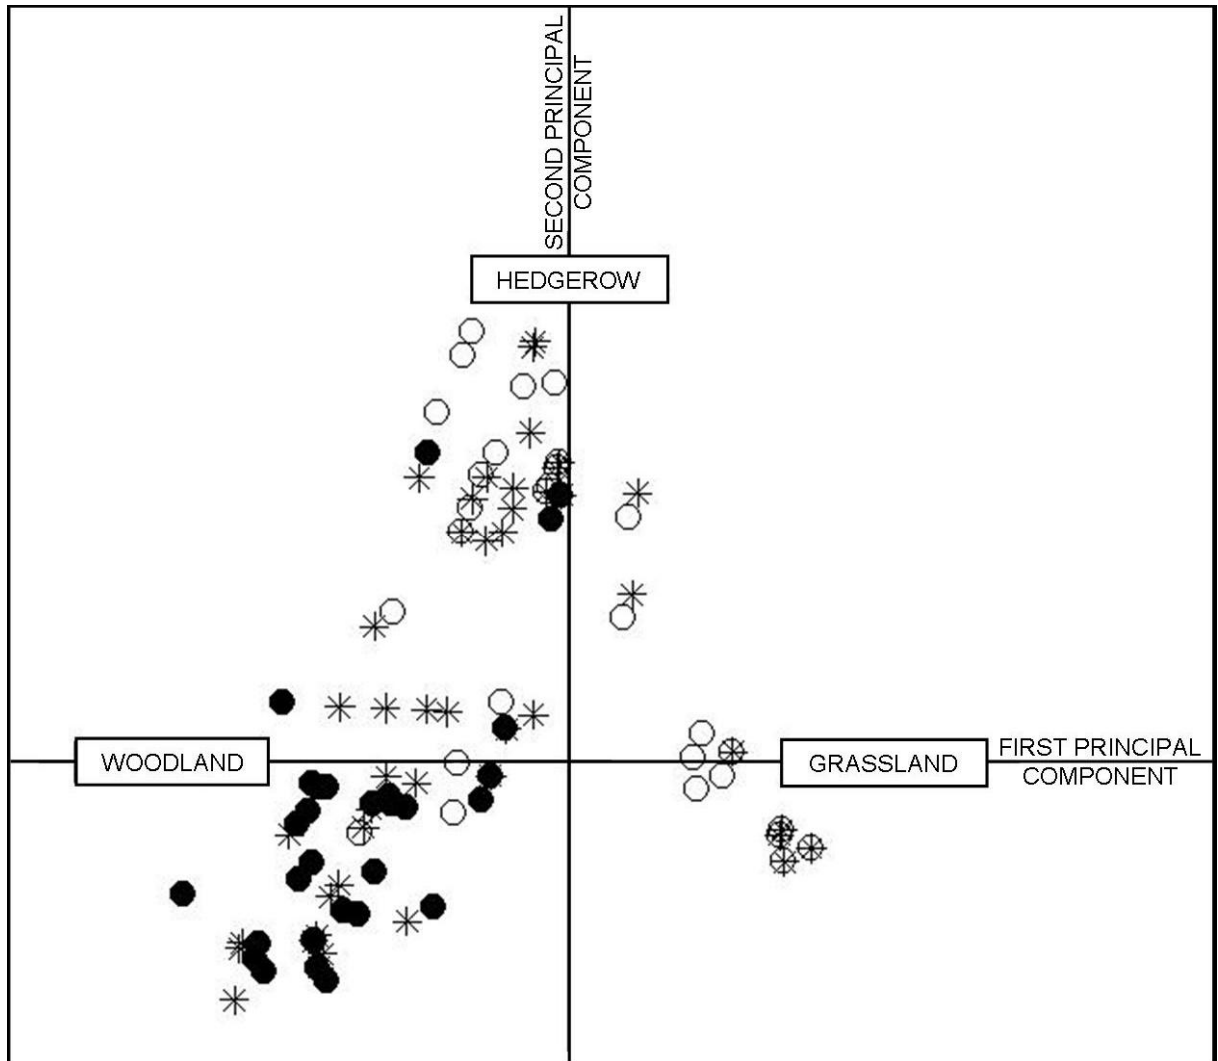 SECOND PRINCIPAL
COMPONENT
HEDGEROW
WOODLAND
GRASSLAND
FIRST PRINCIPAL
COMPONENT